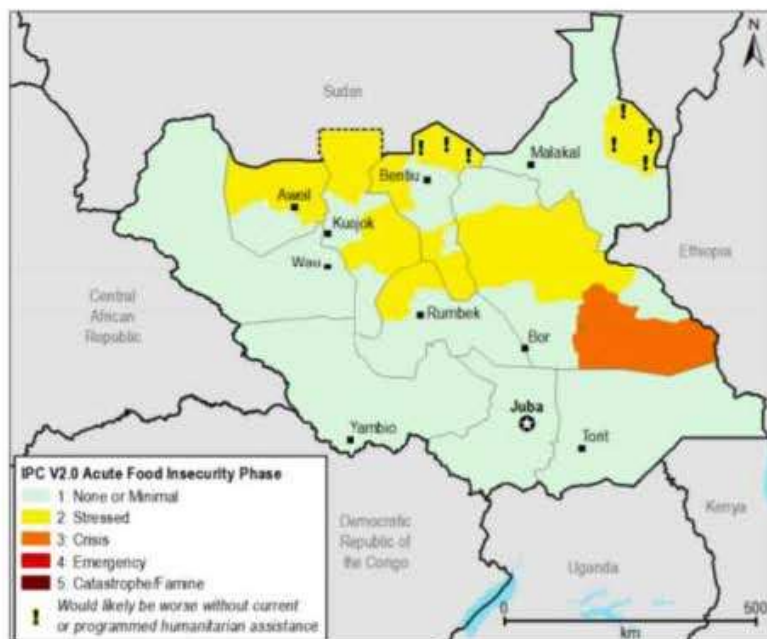 N
Sudan
Malakal
Bentiu
Aweil
Kuajok
Ethiopia
Wau
Central
African
Republic
Rumbek
Bor
Juba
Yambio
Torit
IPC V2.0 Acute Food Insecurity Phase
1: None or Minimal
2: Stressed
3: Crisis
4: Emergency
5: Catastrophe/Famine
! Would likely be worse without current
or programmed humanitarian assistance
Democratic
Republic of
the Congo
Kenya
Uganda
0 500
km